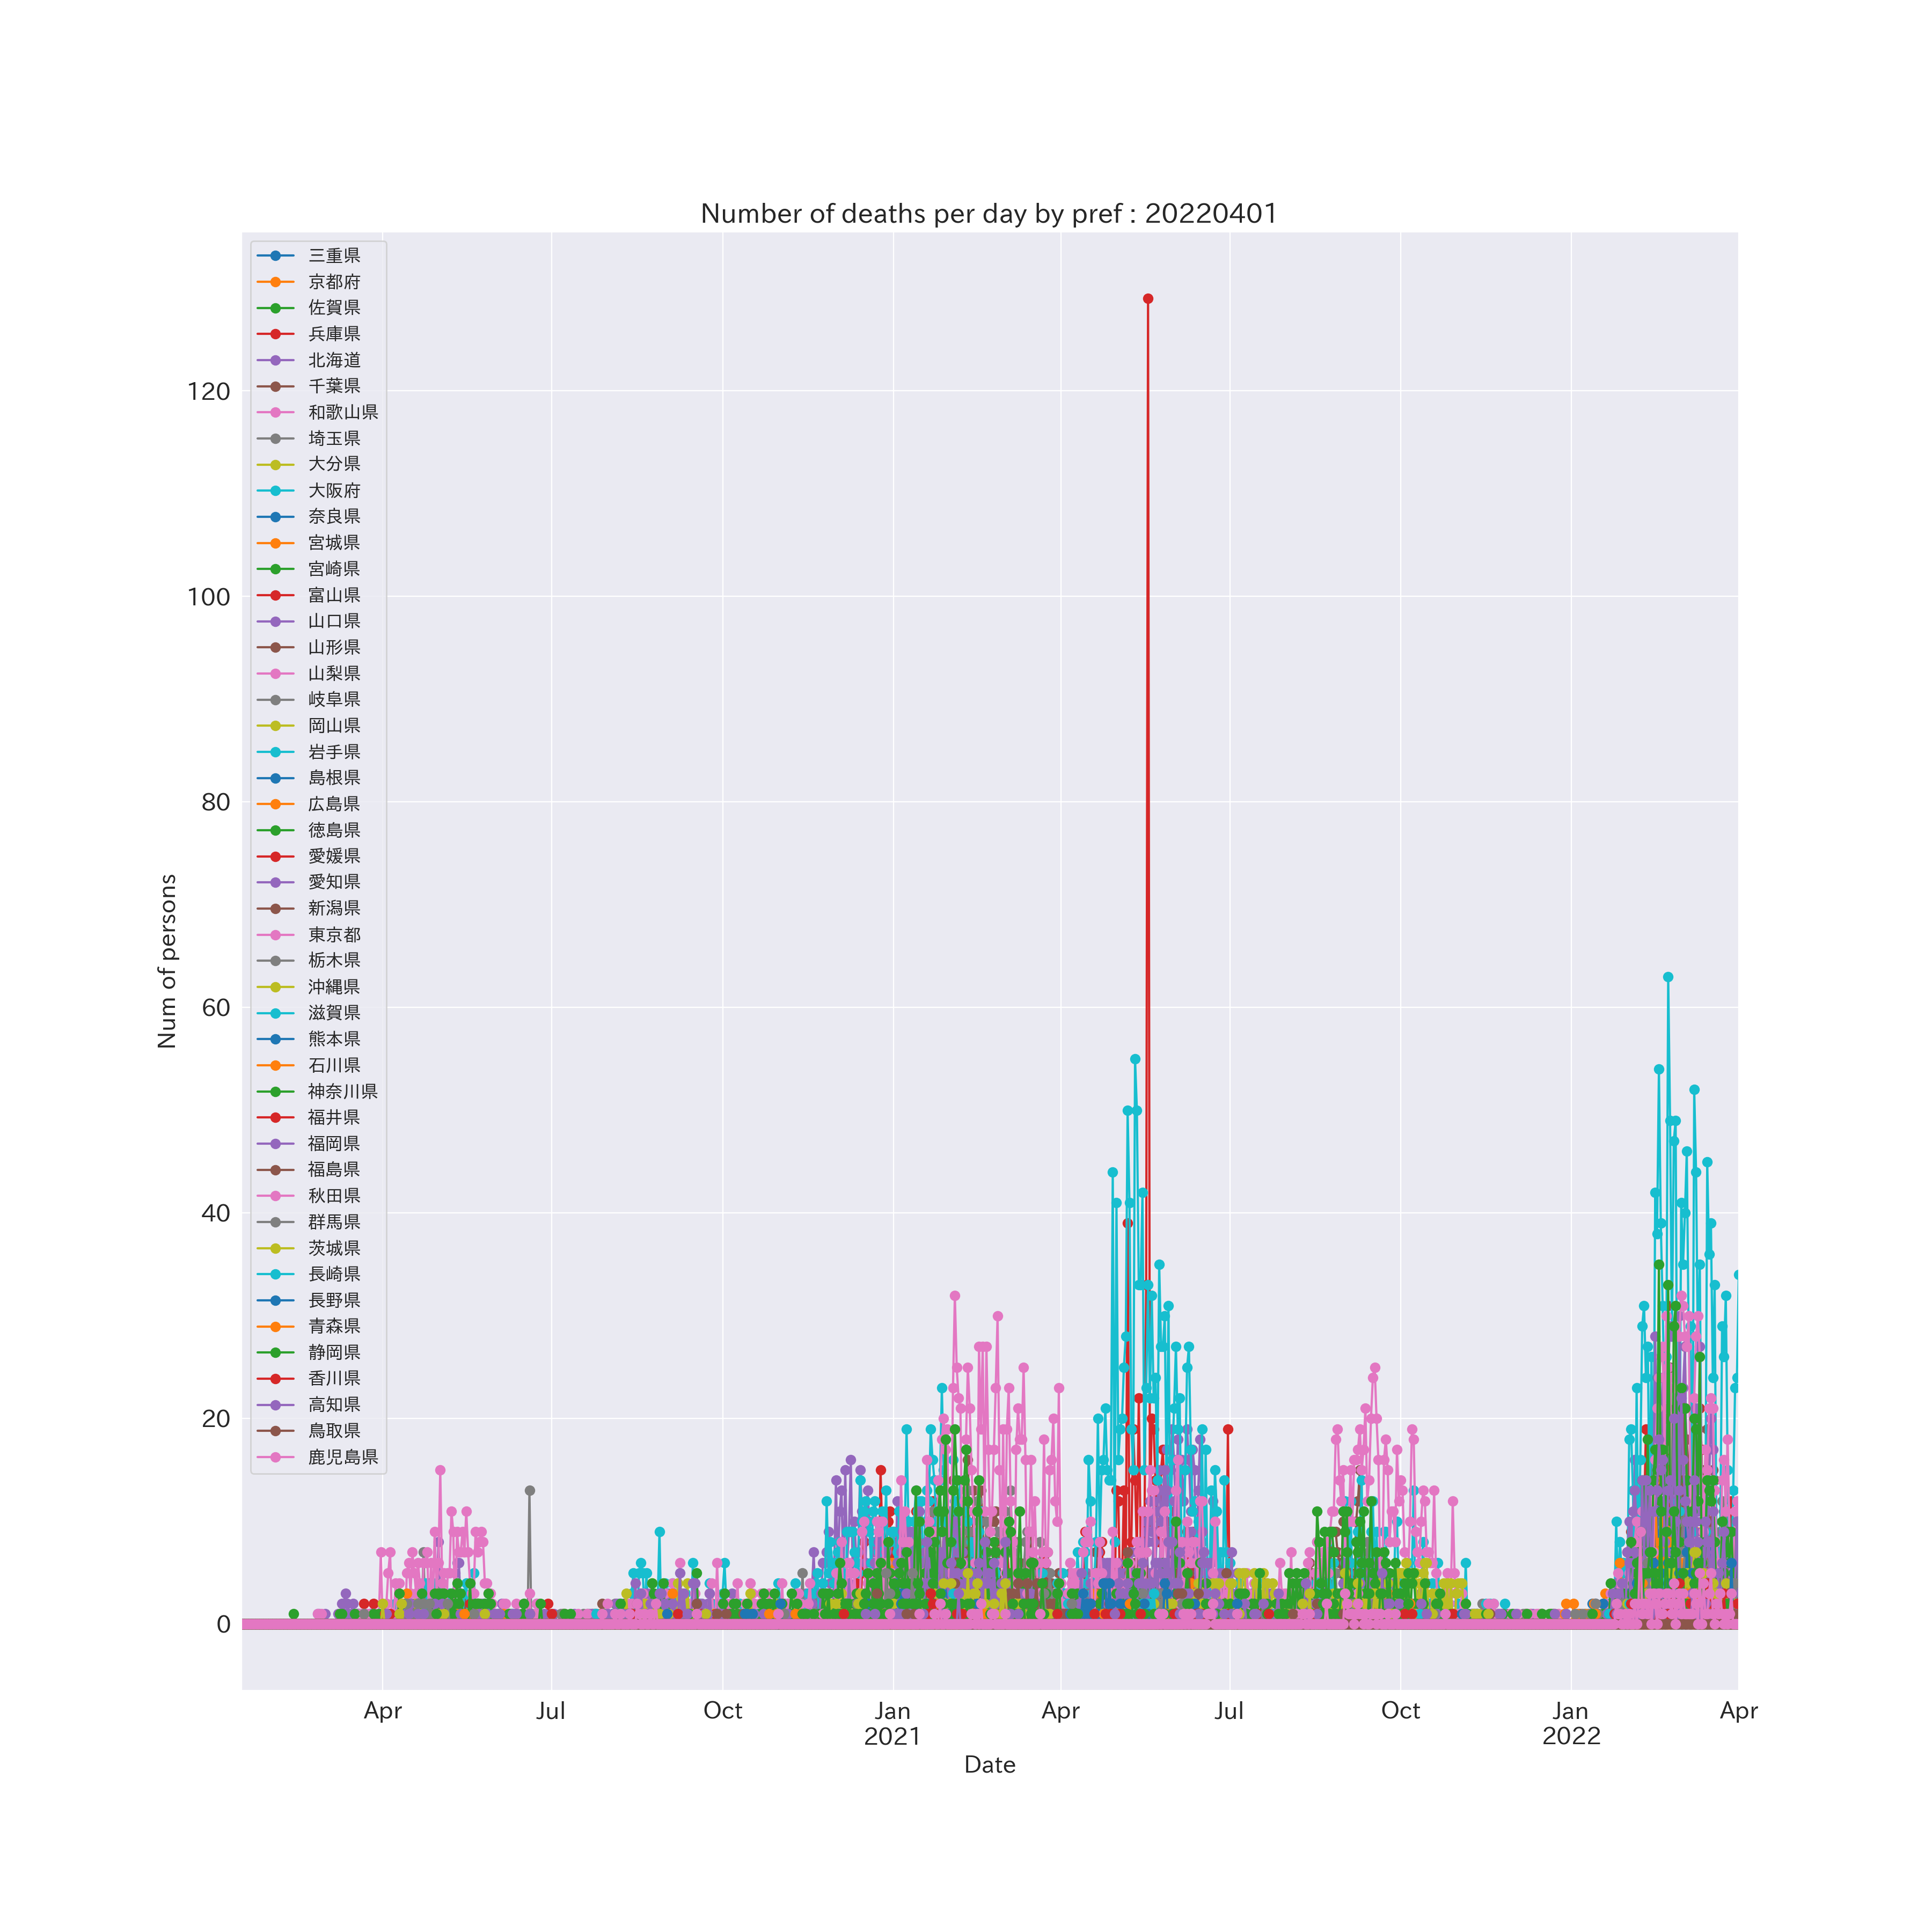 Number of deaths per day by pref : 20220401
三重県
京都府
佐賀県
兵庫県
北海道
千葉県
和歌山県
埼玉県
大分県
大阪府
奈良県
宮城県
宮崎県
富山県
山口県
山形県
山梨県
岐阜県
岡山県
岩手県
島根県
広島県
徳島県
愛媛県
愛知県
新潟県
東京都
栃木県
沖縄県
滋賀県
熊本県
石川県
神奈川県
福井県
福岡県
福島県
秋田県
群馬県
茨城県
長崎県
長野県
青森県
静岡県
香川県
高知県
鳥取県
鹿児島県
120
100
80
60
40
20
0
Num of persons
Apr Jul Oct Jan Apr Jul Oct Jan Apr
2021 2022
Date